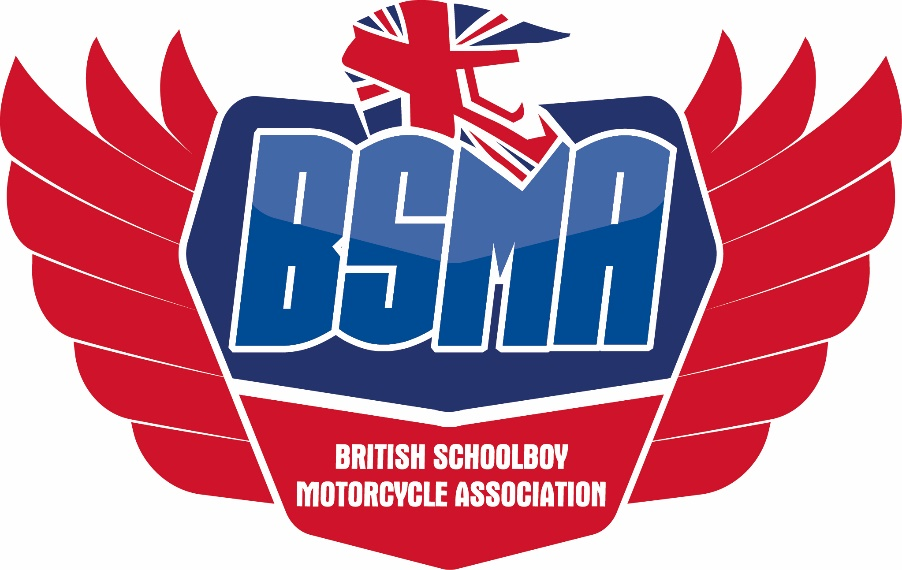 BSMA
BRITISH SCHOOLBOY
MOTORCYCLE ASSOCIATION